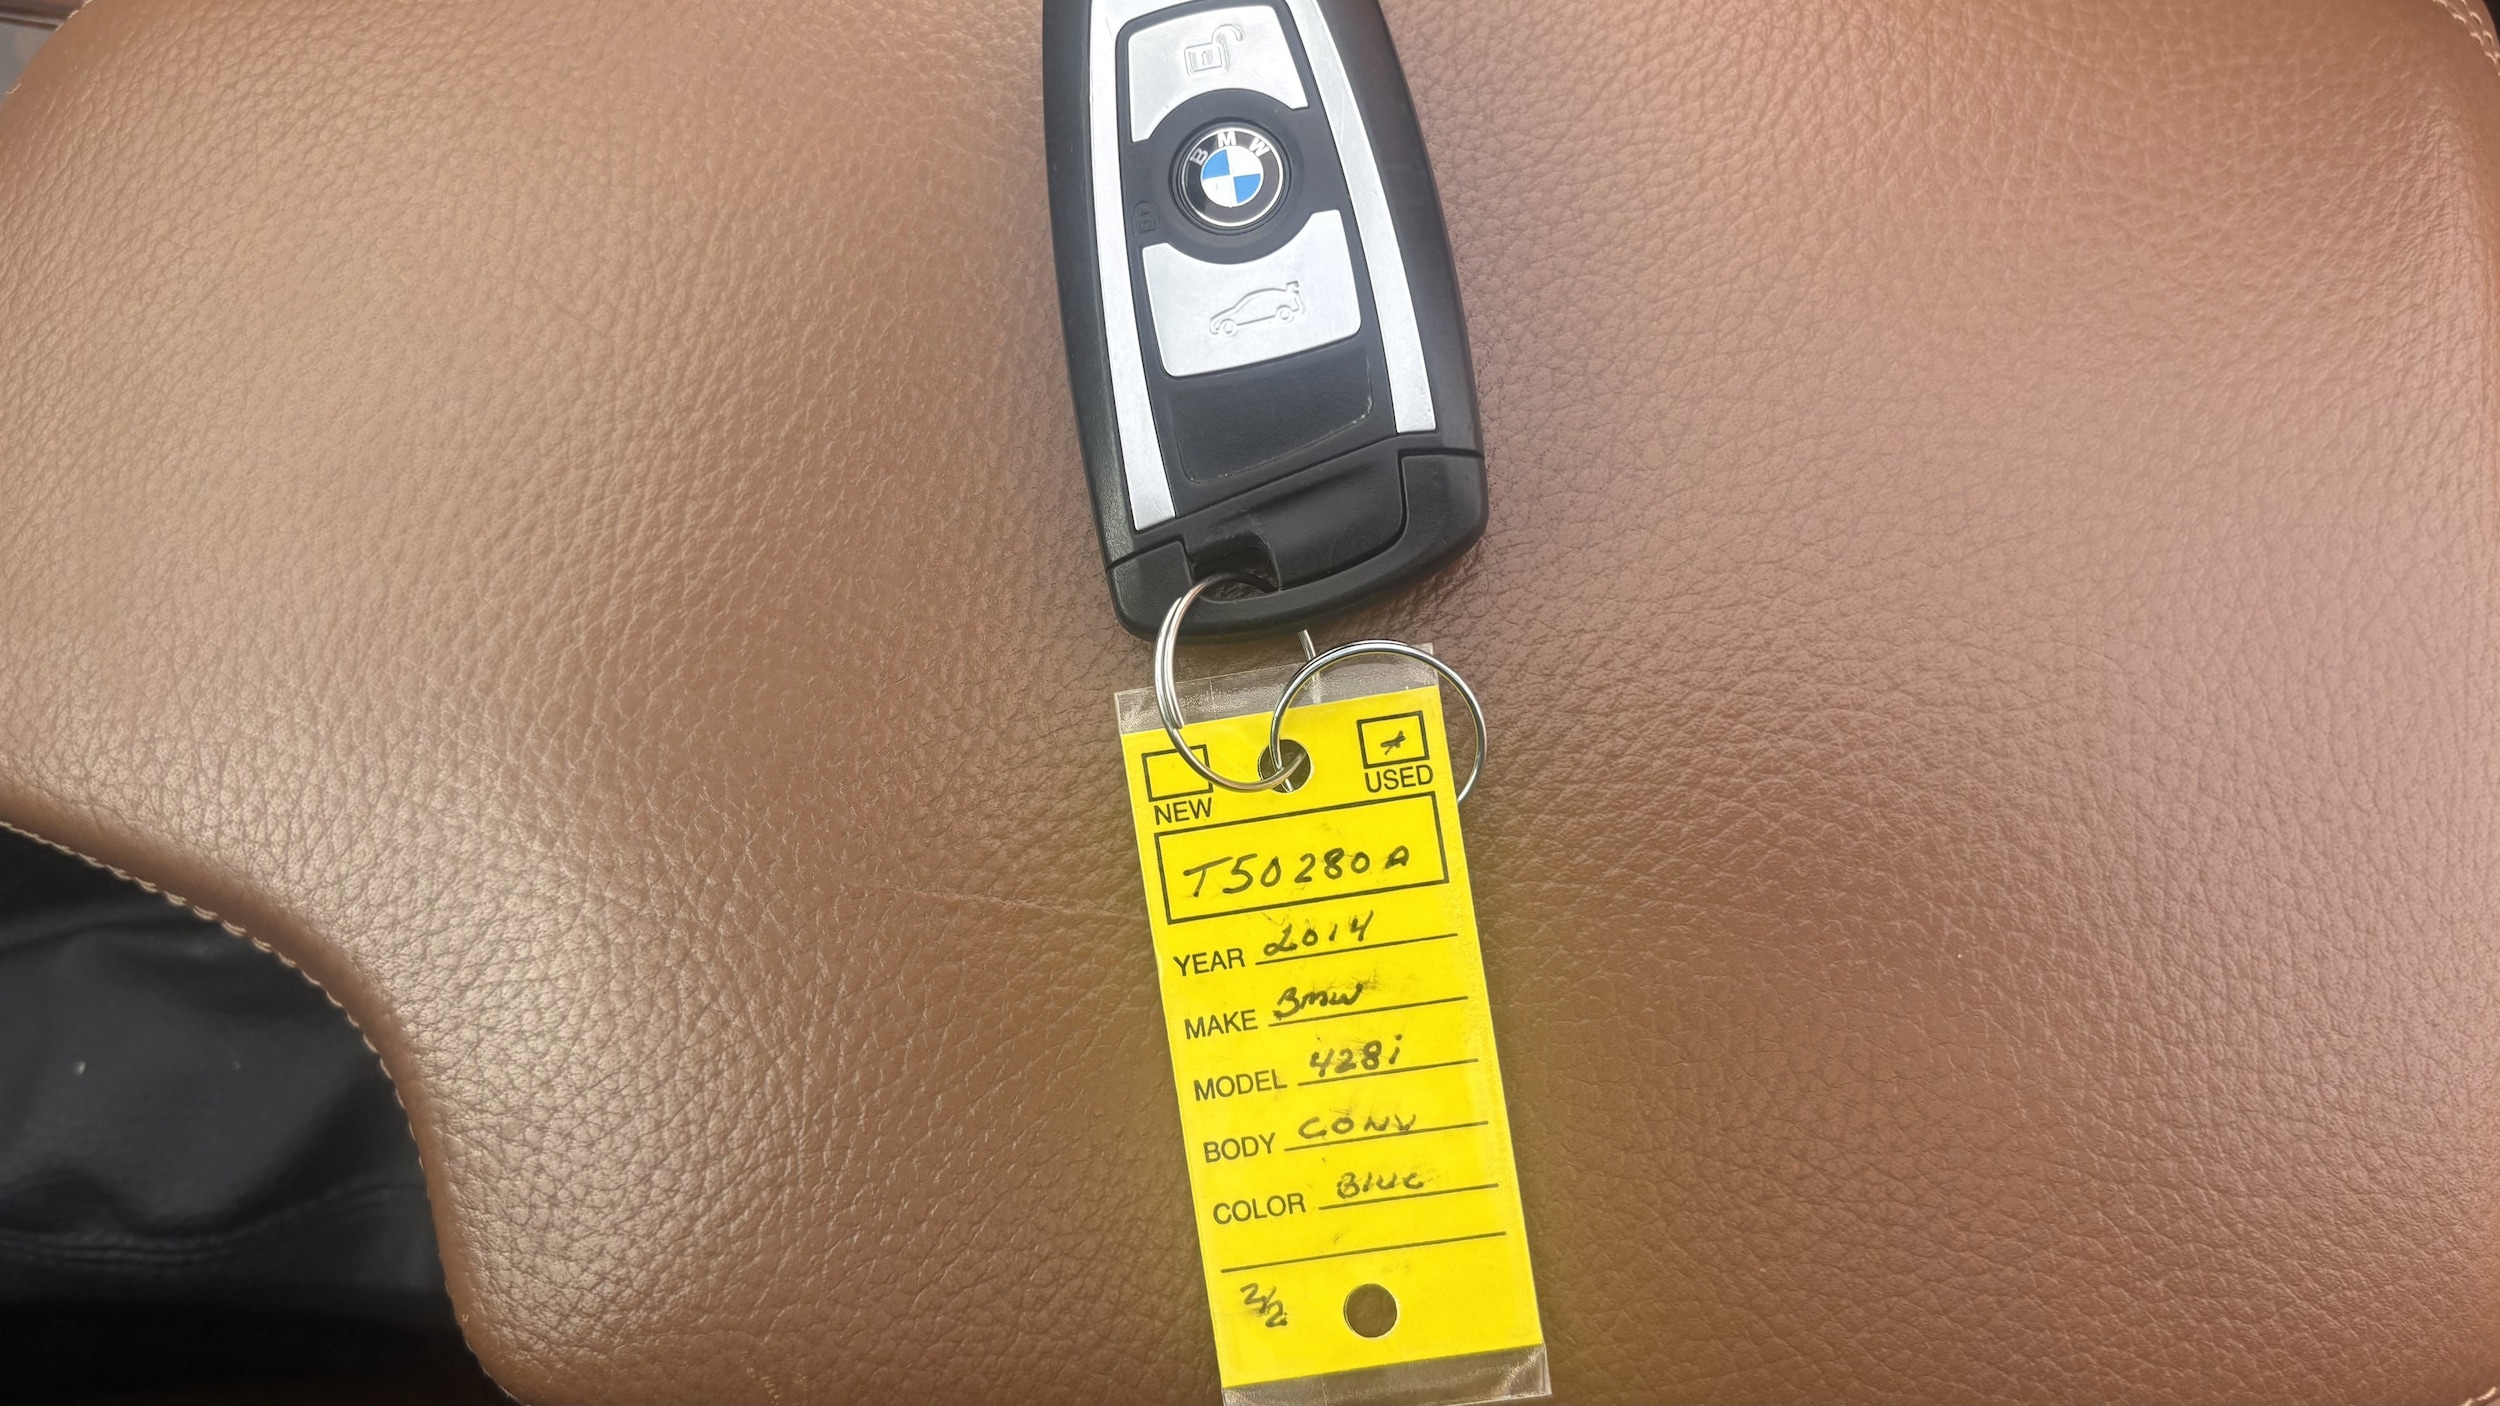 BMW
NEW USED
T50280A
YEAR 2014
MAKE Bmw
MODEL 428i
BODY CONV
COLOR Blue
2/2